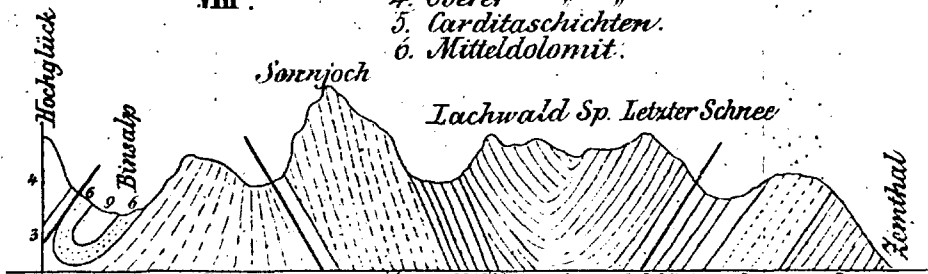 VIII.
4. Oberer " "
5. Carditaschichten.
6. Mitteldolomit.
Hochglück
Binsalp
Sonnjoch
Lachwald Sp. Letzter Schnee
Zemthal
4
3
6 9 6